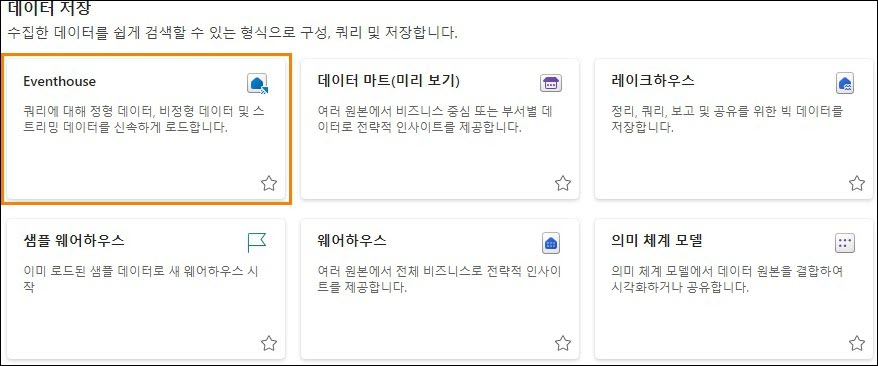 데이터 저장
수집한 데이터를 쉽게 검색할 수 있는 형식으로 구성, 쿼리 및 저장합니다.
Eventhouse
쿼리에 대해 정형 데이터, 비정형 데이터 및 스
트리밍 데이터를 신속하게 로드합니다.
데이터 마트(미리 보기)
여러 원본에서 비즈니스 중심 또는 부서별 데
이터로 전략적 인사이트를 제공합니다.
레이크하우스
정리, 쿼리, 보고 및 공유를 위한 빅 데이터를
저장합니다.
샘플 웨어하우스
이미 로드된 샘플 데이터로 새 웨어하우스 시
작
웨어하우스
여러 원본에서 전체 비즈니스로 전략적 인사이
트를 제공합니다.
의미 체계 모델
의미 체계 모델에서 데이터 원본을 결합하여
시각화하거나 공유합니다.